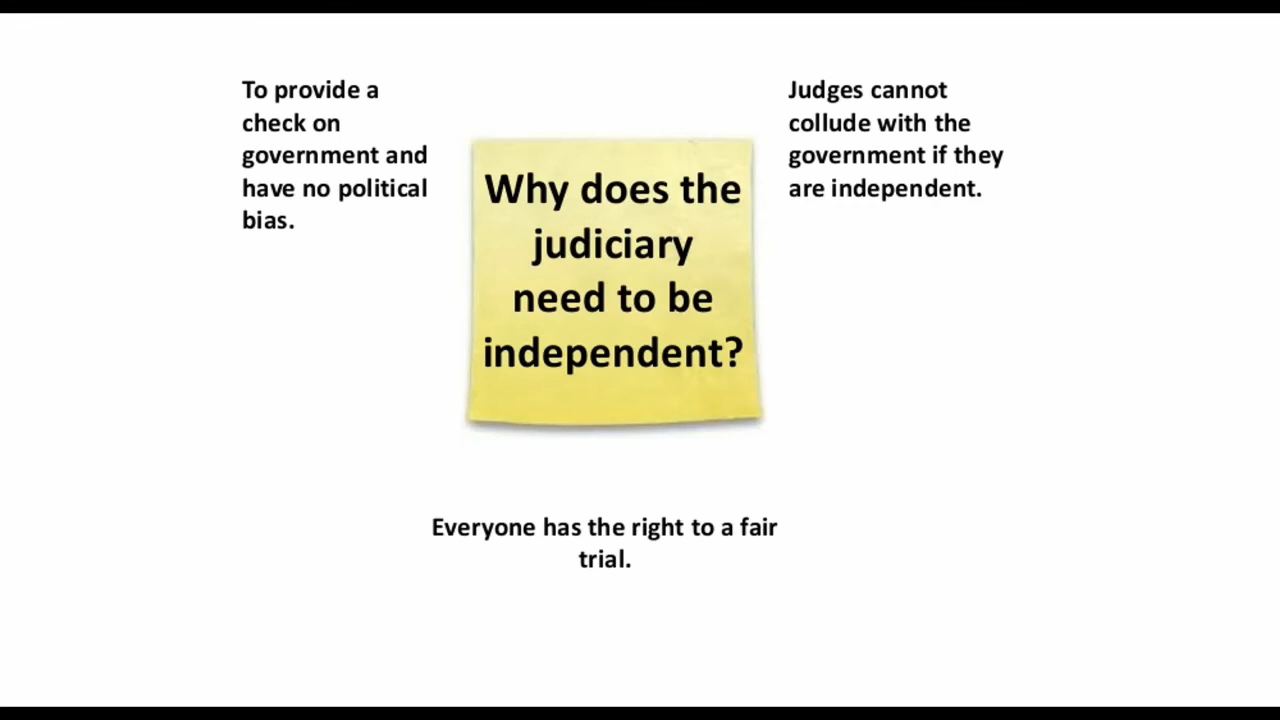 To provide a
check on
government and
have no political
bias.
Why does the
judiciary
need to be
independent?
Judges cannot
collude with the
government if they
are independent.
Everyone has the right to a fair
trial.